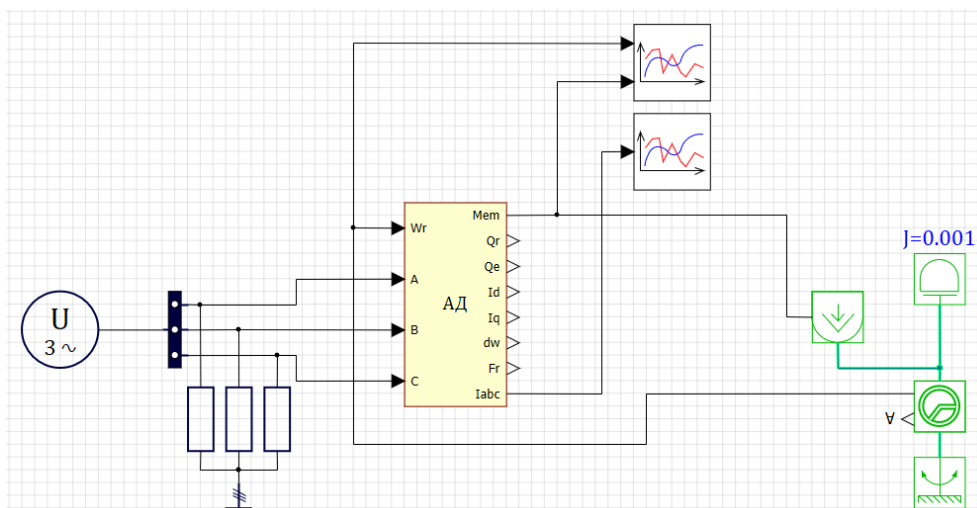 Mem
Wr
Qr
J=0.001
Qe
A
Id
АД
Iq
U
3 ∿
B
dw
Fr
C
Iabc
∀